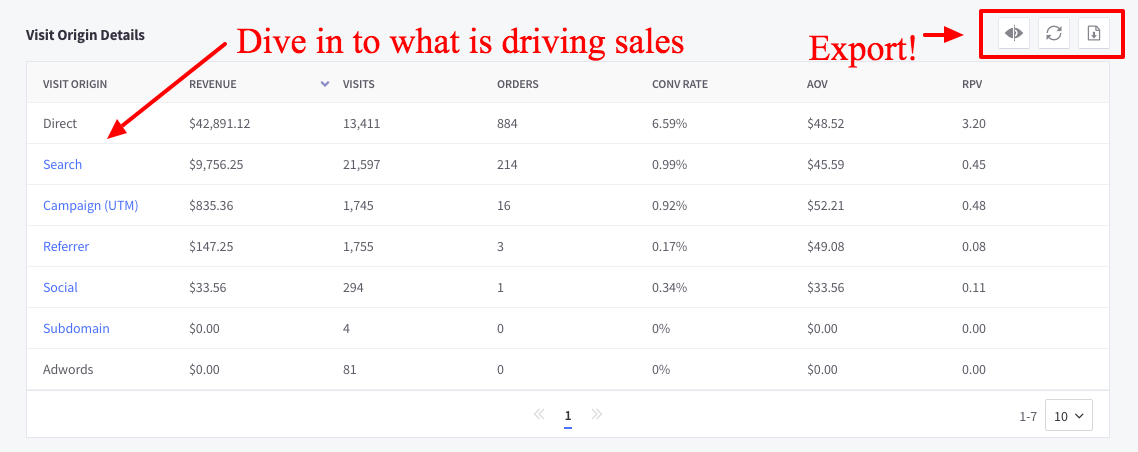 Visit Origin Details
Dive in to what is driving sales
Export!
VISIT ORIGIN REVENUE VISITS ORDERS CONV RATE AOV RPV
Direct $42,891.12 13,411 884 6.59% $48.52 3.20
Search $9,756.25 21,597 214 0.99% $45.59 0.45
Campaign (UTM) $835.36 1,745 16 0.92% $52.21 0.48
Referrer $147.25 1,755 3 0.17% $49.08 0.08
Social $33.56 294 1 0.34% $33.56 0.11
Subdomain $0.00 4 0 0% $0.00 0.00
Adwords $0.00 81 0 0% $0.00 0.00
1 1-7 10